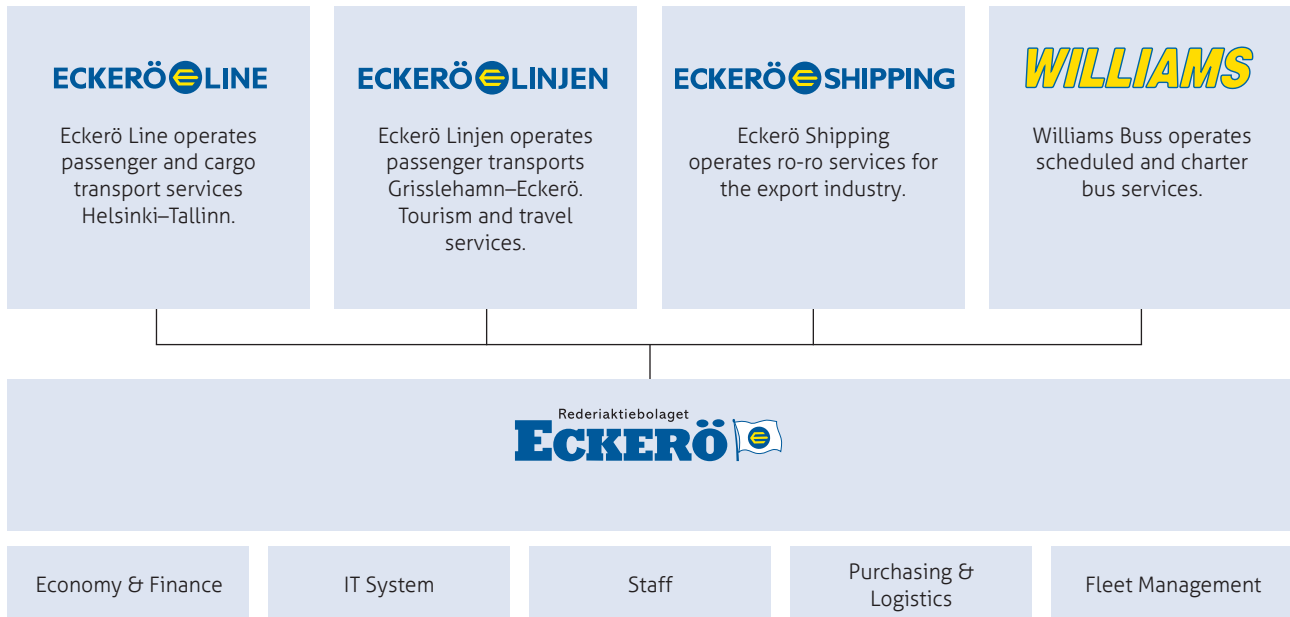 ECKERÖ LINE
Eckerö Line operates
passenger and cargo
transport services
Helsinki–Tallinn.
ECKERÖ LINJEN
Eckerö Linjen operates
passenger transports
Grisslehamn–Eckerö.
Tourism and travel
services.
ECKERÖ SHIPPING
Eckerö Shipping
operates ro-ro services for
the export industry.
WILLIAMS
Williams Buss operates
scheduled and charter
bus services.
Rederiaktiebolaget
ECKERÖ
Economy & Finance
IT System
Staff
Purchasing &
Logistics
Fleet Management